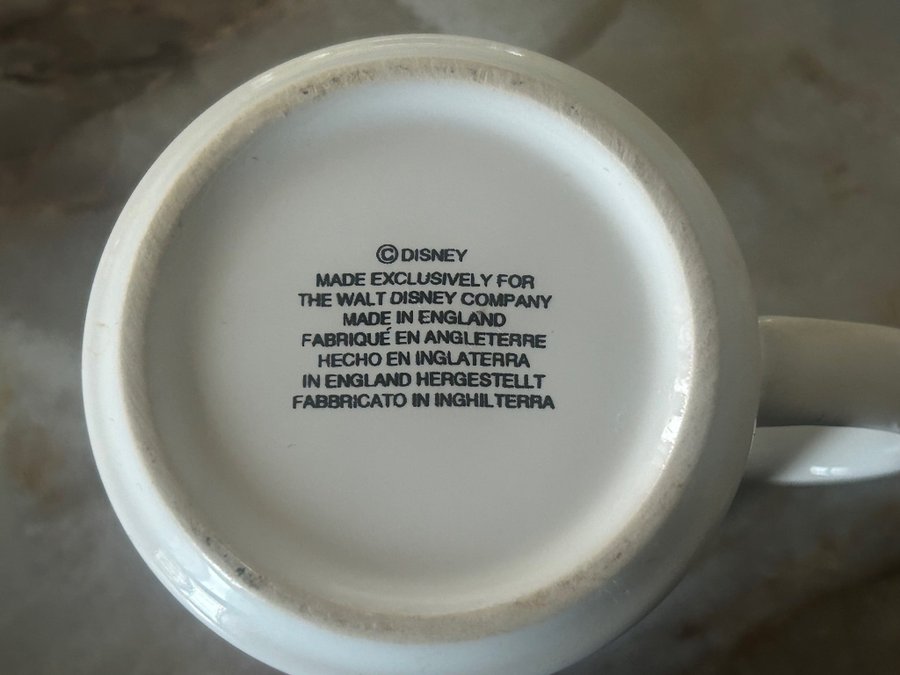 © DISNEY
MADE EXCLUSIVELY FOR
THE WALT DISNEY COMPANY
MADE IN ENGLAND
FABRIQUÉ EN ANGLETERRE
HECHO EN INGLATERRA
IN ENGLAND HERGESTELLT
FABBRICATO IN INGHILTERRA